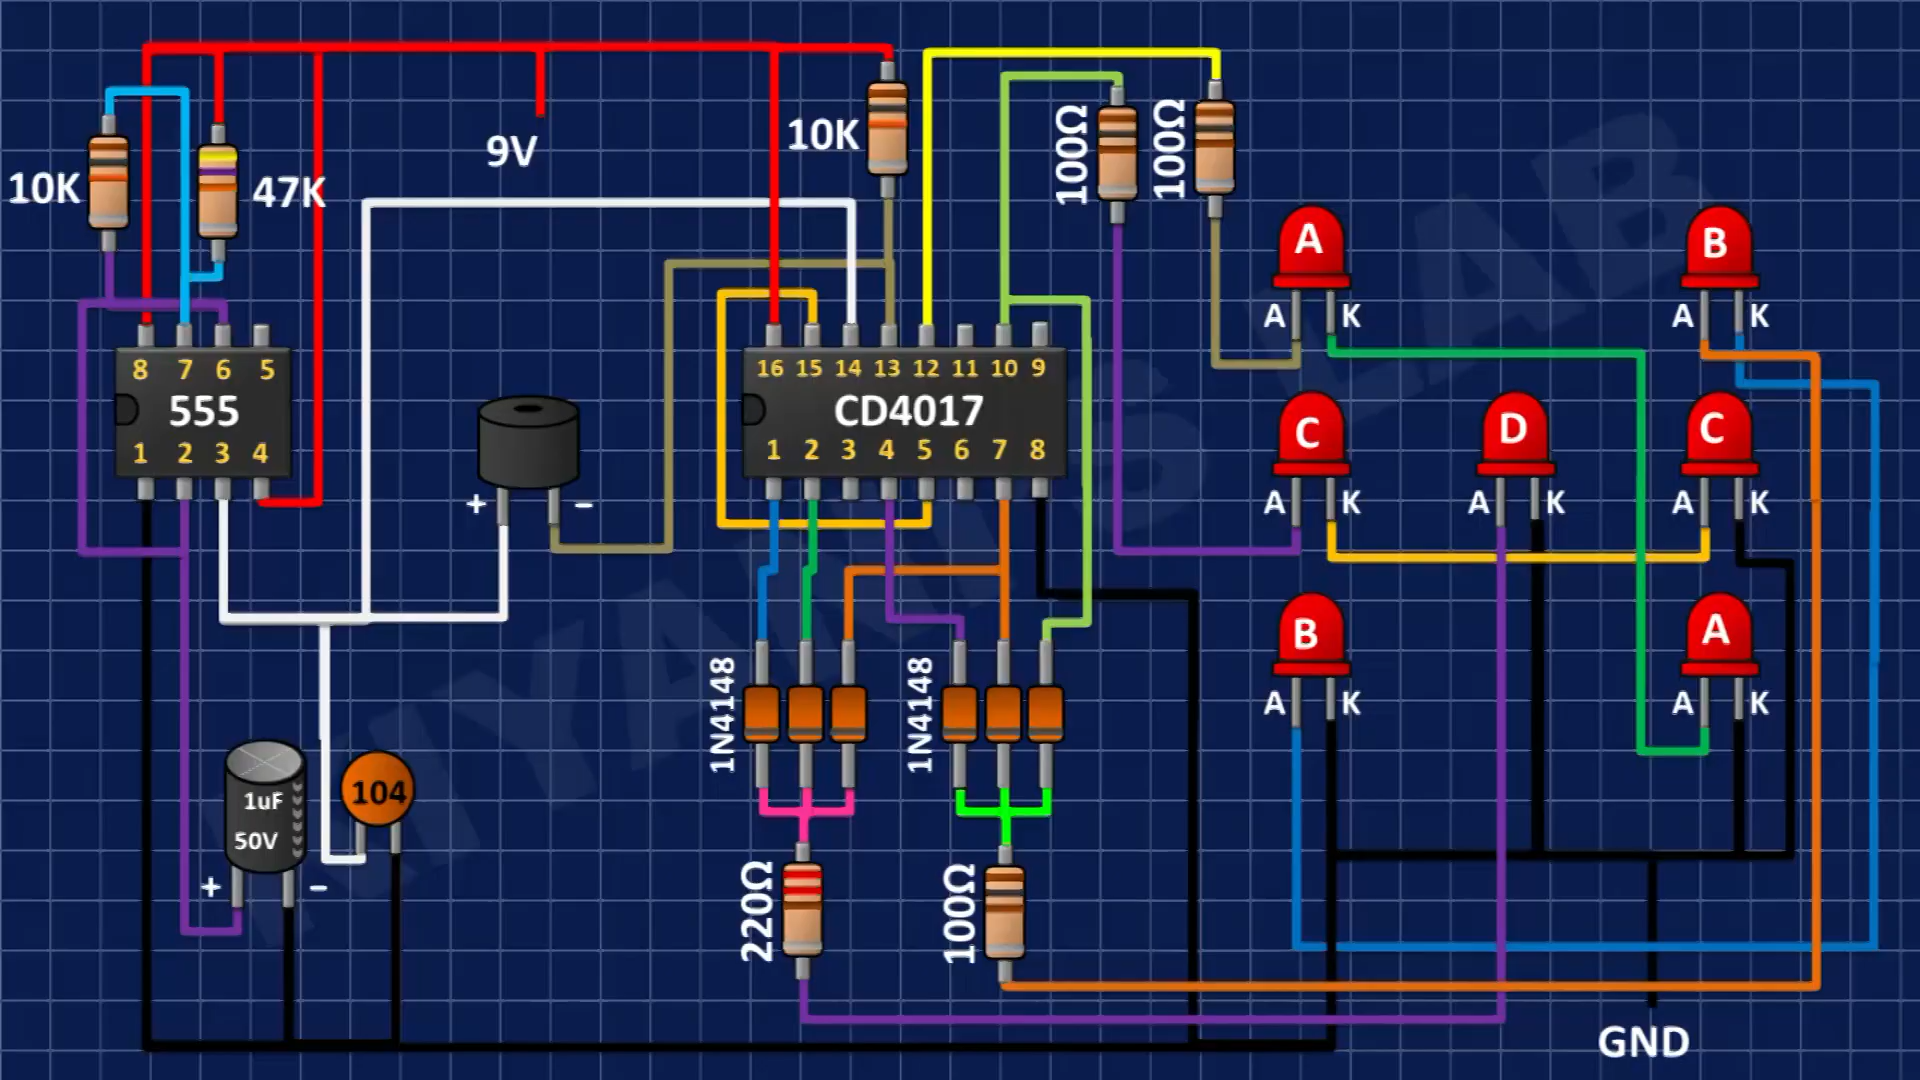 9V
10K
47K
10K
100Ω
100Ω
A
A K
B
A K
8 7 6 5
555
1 2 3 4
16 15 14 13 12 11 10 9
CD4017
1 2 3 4 5 6 7 8
+ −
C
A K
D
A K
C
A K
B
A K
A
A K
1N4148
1N4148
1uF
50V
+ −
104
220Ω
100Ω
GND
MYAM'S LAB